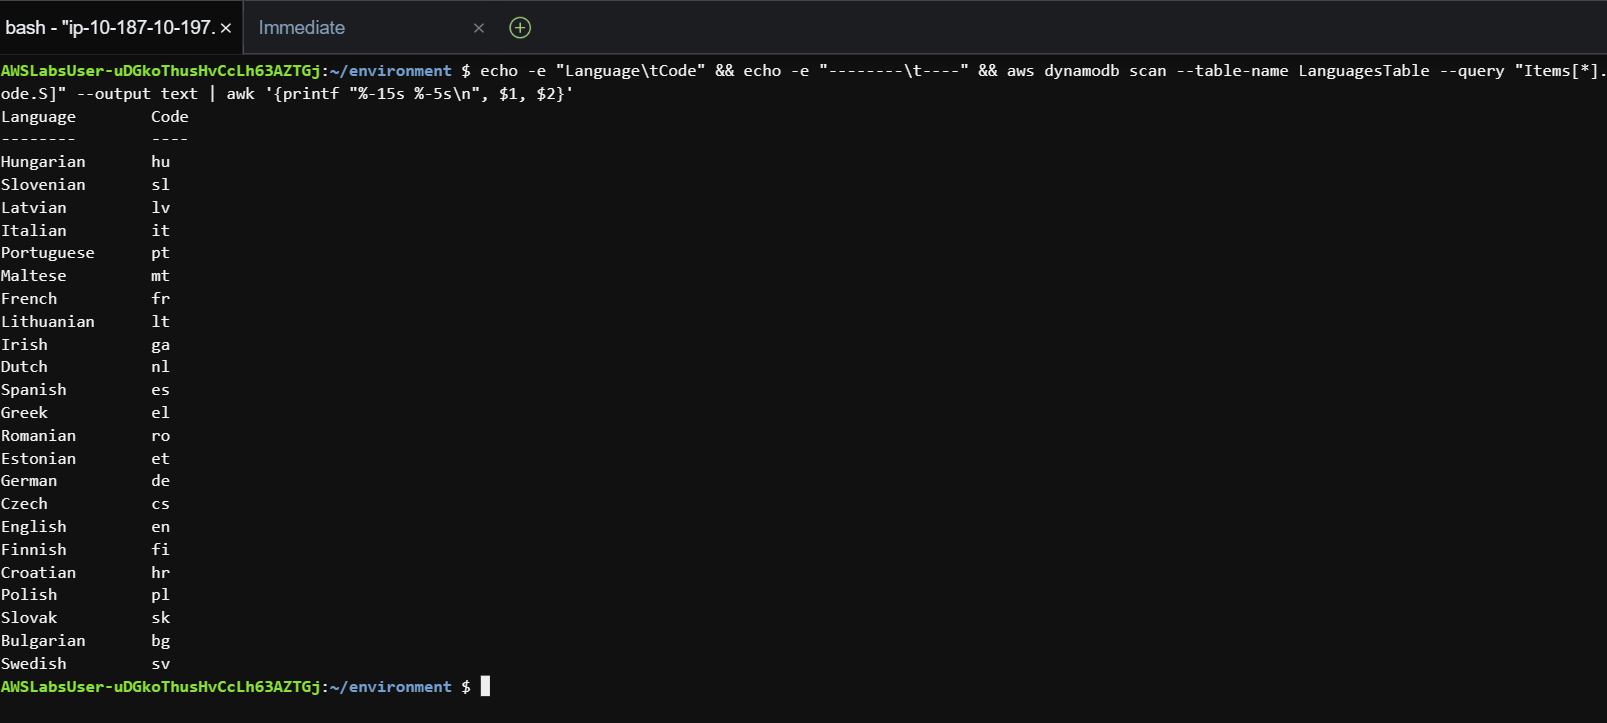 bash - "ip-10-187-10-197. × Immediate ×
AWSLabsUser-uDGkoThusHvCcLh63AZTGj:~/environment $ echo -e "Language\tCode" && echo -e "--------\t----" && aws dynamodb scan --table-name LanguagesTable --query "Items[*].
ode.S]" --output text | awk '{printf "%-15s %-5s\n", $1, $2}'
Language Code
-------- ----
Hungarian hu
Slovenian sl
Latvian lv
Italian it
Portuguese pt
Maltese mt
French fr
Lithuanian lt
Irish ga
Dutch nl
Spanish es
Greek el
Romanian ro
Estonian et
German de
Czech cs
English en
Finnish fi
Croatian hr
Polish pl
Slovak sk
Bulgarian bg
Swedish sv
AWSLabsUser-uDGkoThusHvCcLh63AZTGj:~/environment $